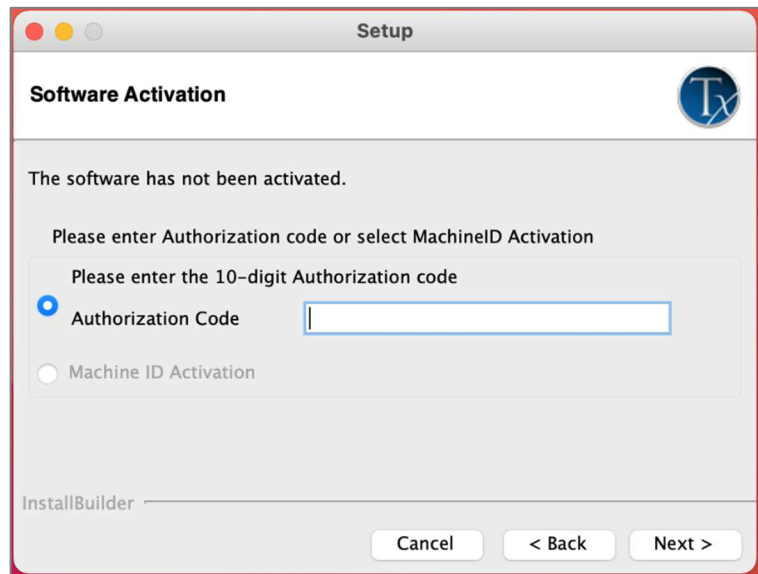 Setup
Software Activation
Tx
The software has not been activated.
Please enter Authorization code or select MachineID Activation
Please enter the 10-digit Authorization code
Authorization Code
Machine ID Activation
InstallBuilder
Cancel
< Back
Next >